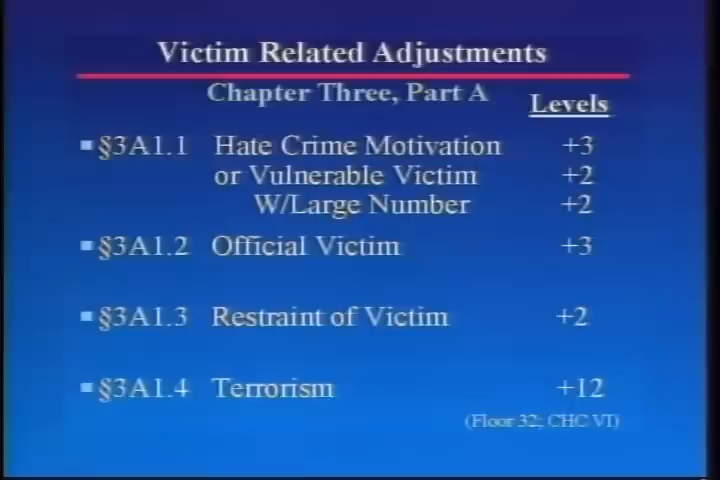 Victim Related Adjustments
Chapter Three, Part A
Levels
§3A1.1 Hate Crime Motivation +3
or Vulnerable Victim +2
W/Large Number +2
§3A1.2 Official Victim +3
§3A1.3 Restraint of Victim +2
§3A1.4 Terrorism +12
(Floor 32; CHC VI)